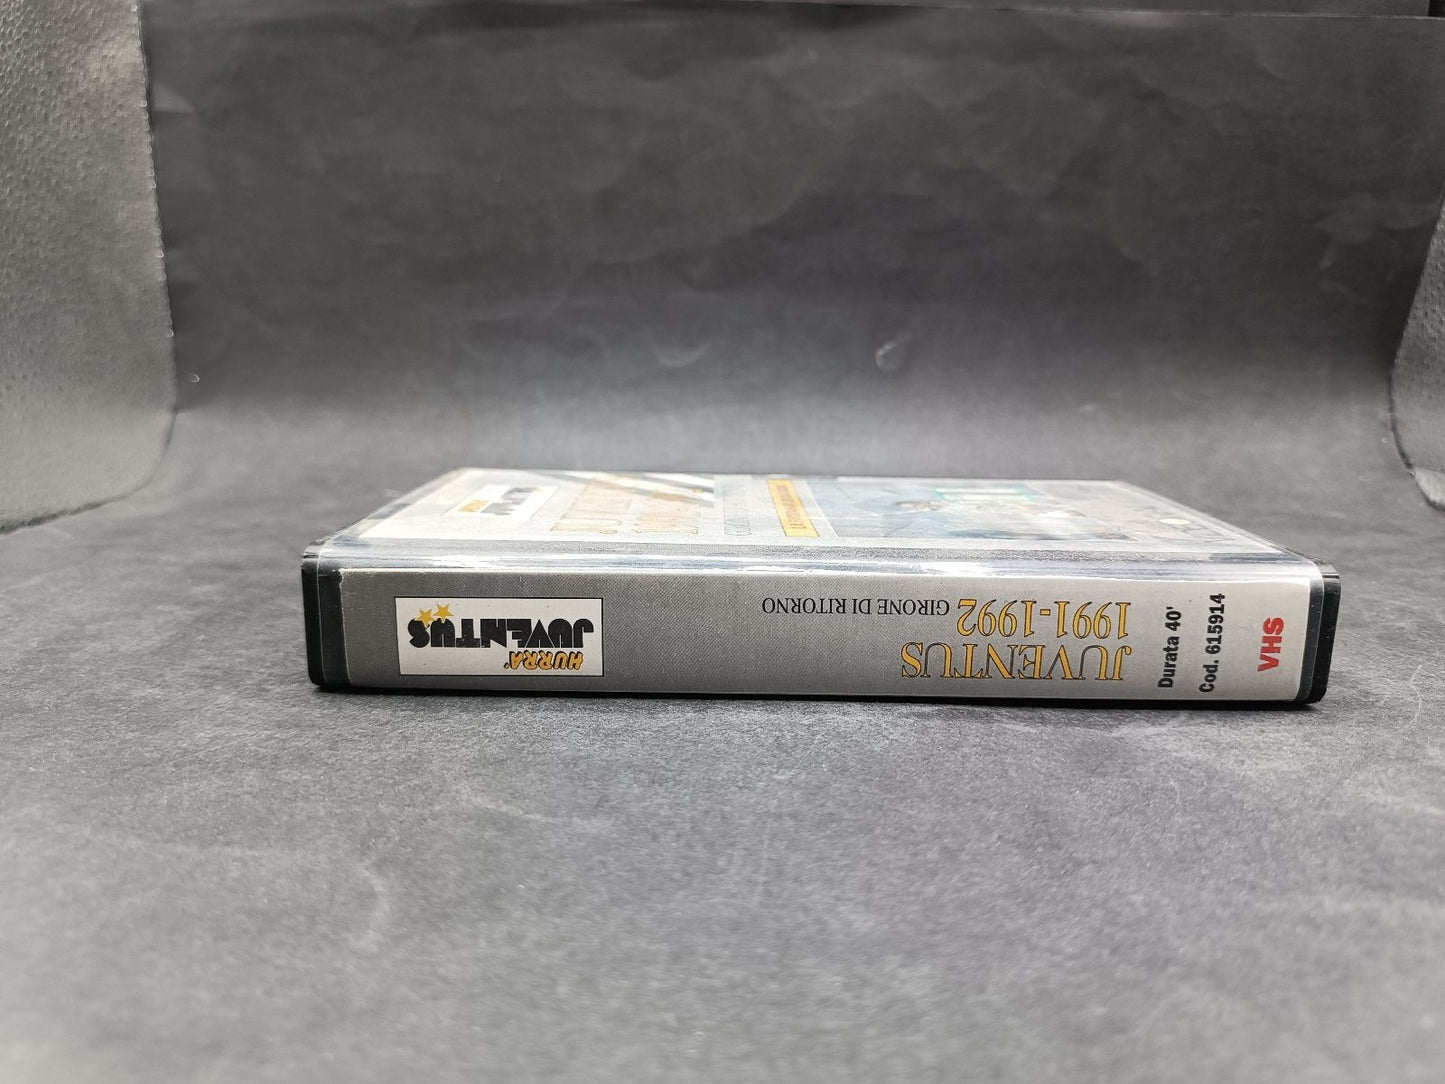 HURRA'
JUVENTUS
JUVENTUS
1991-1992 GIRONE DI RITORNO
Durata 40'
Cod. 615914
VHS